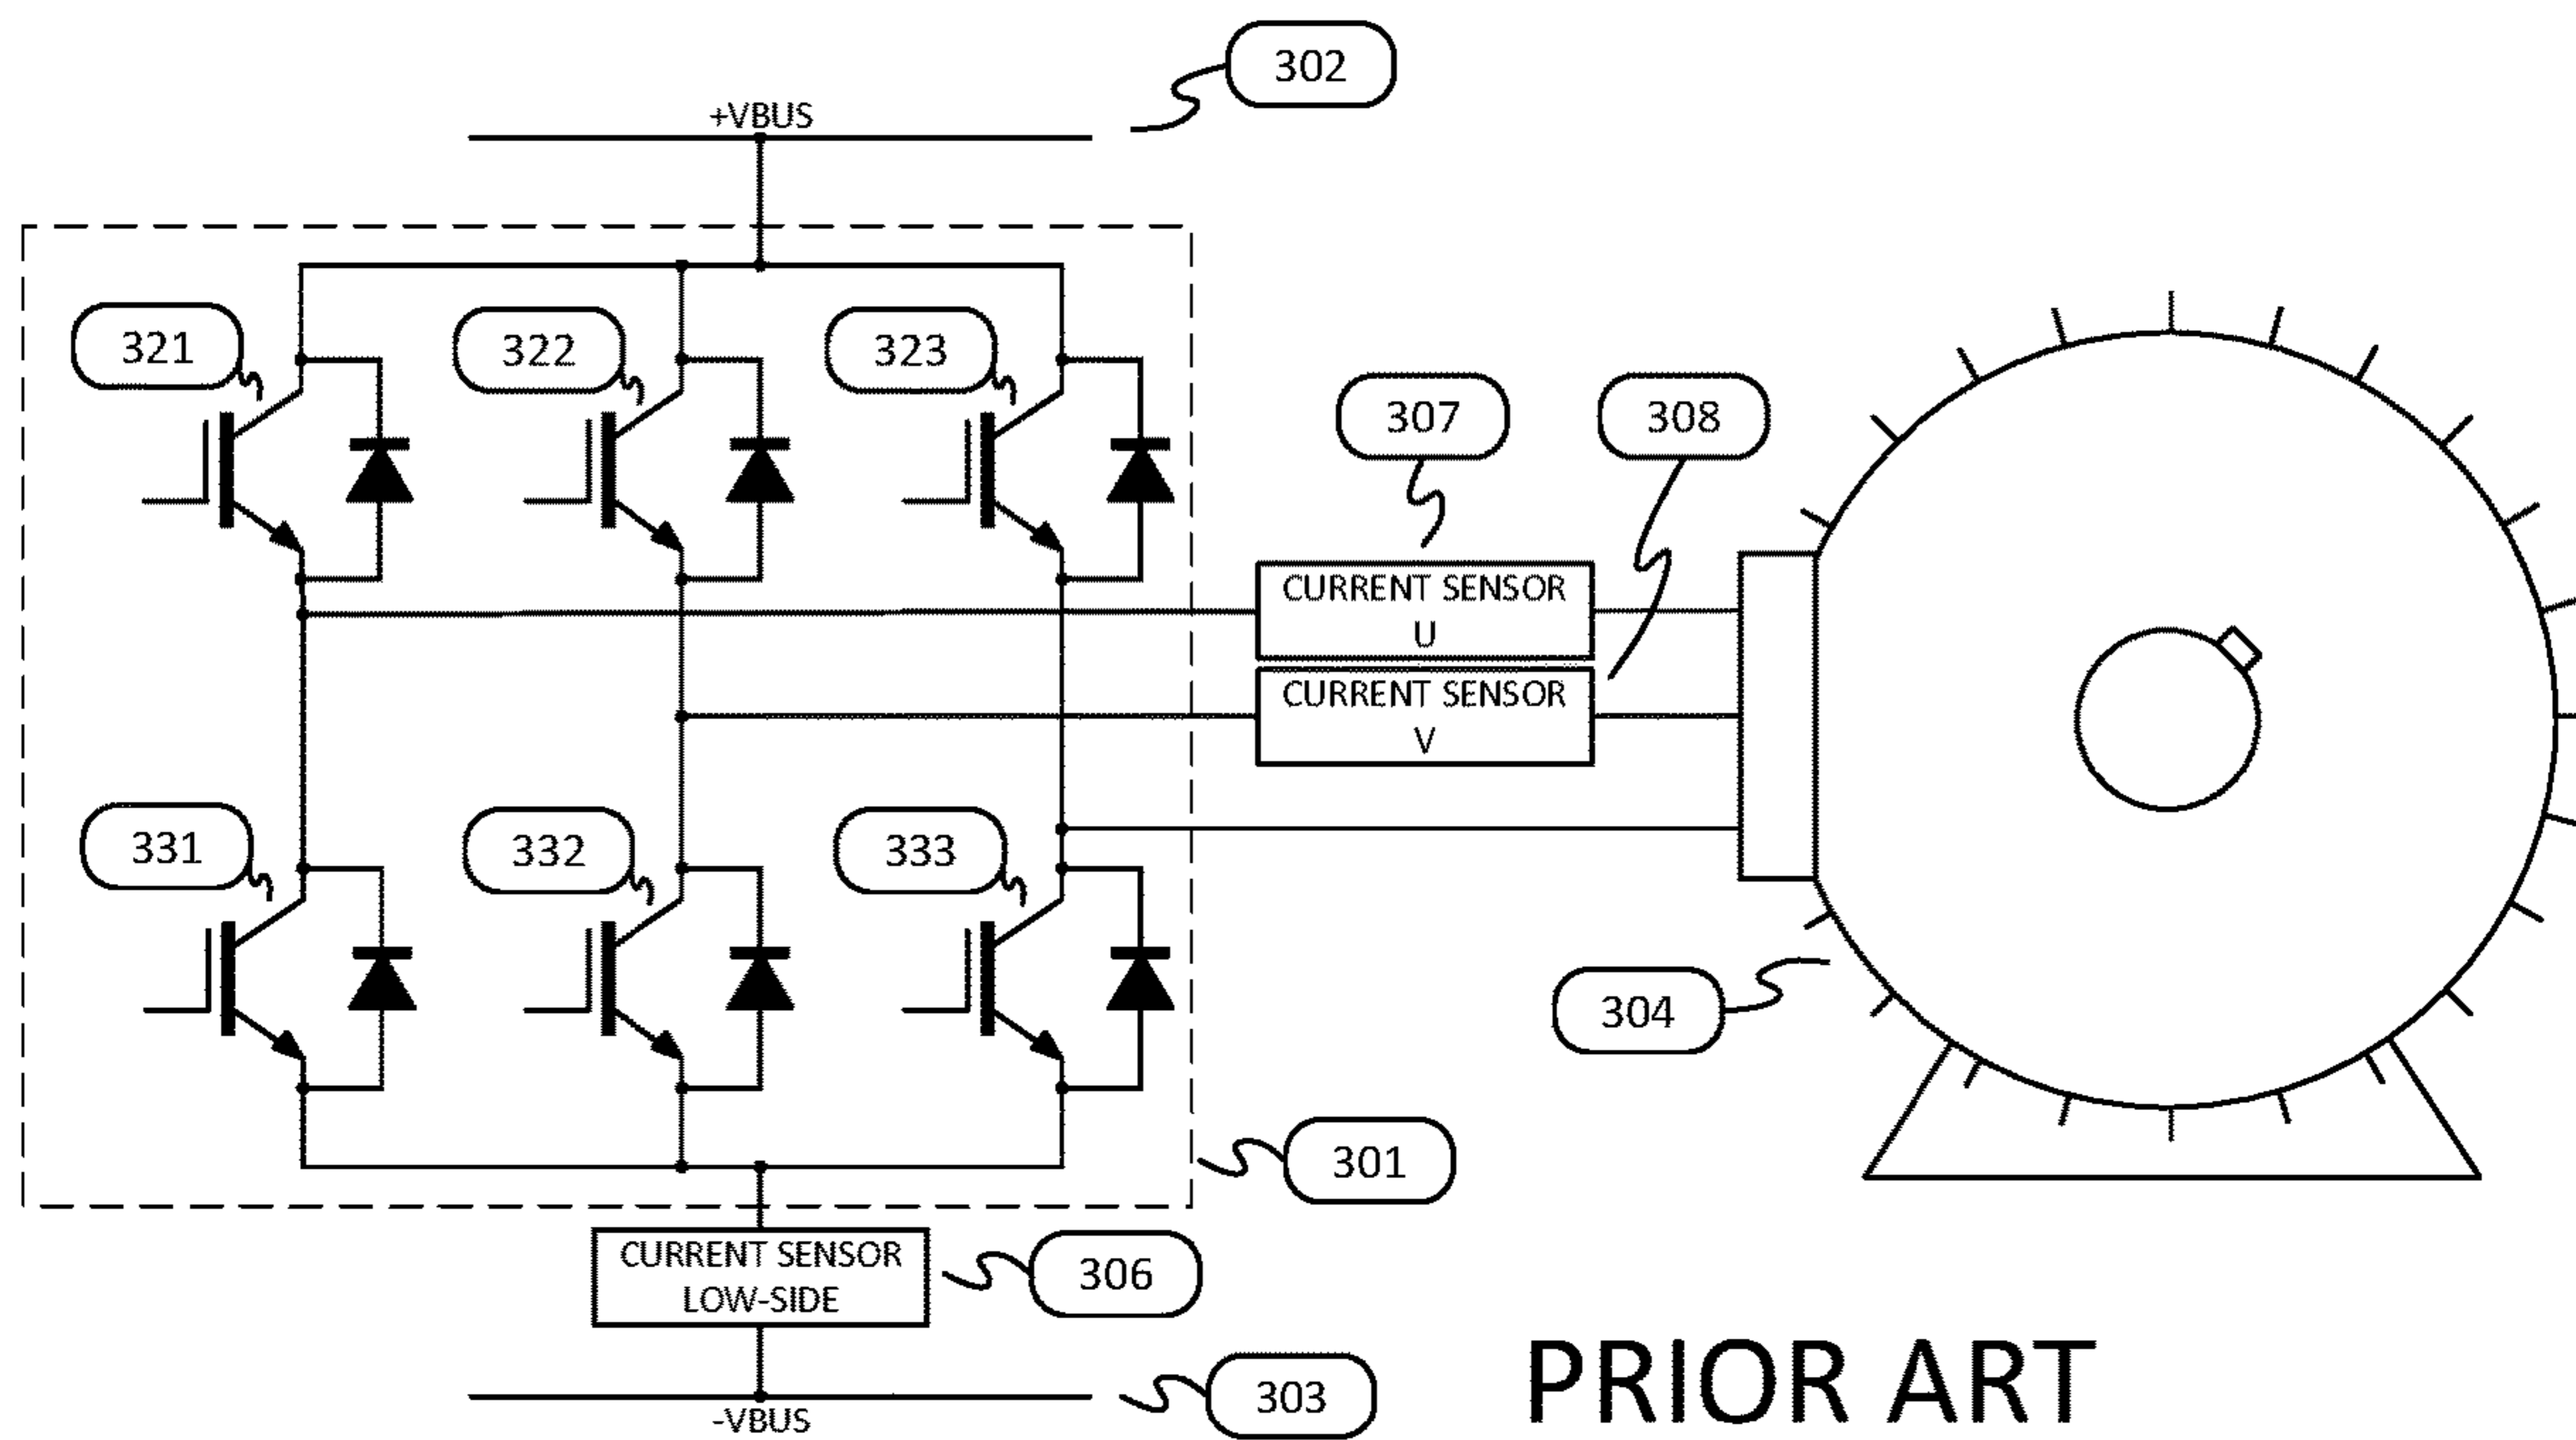 302
+VBUS
321
322
323
307
308
CURRENT SENSOR
U
CURRENT SENSOR
V
331
332
333
304
301
CURRENT SENSOR
LOW-SIDE
306
303
-VBUS
PRIOR ART